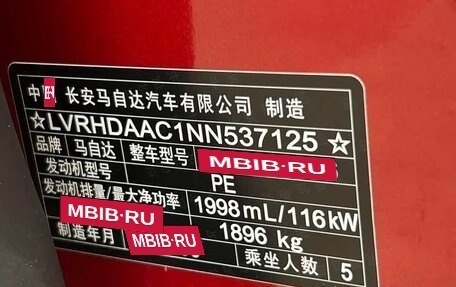 中 长安马自达汽车有限公司 制造
☆LVRHDAAC1NN537125☆
品牌 马自达 整车型号 MBIB·RU
发动机型号 PE
发动机排量/最大净功率 1998mL/116kW
MBIB·RU 1896 kg
制造年月 MBIB·RU 乘坐人数 5